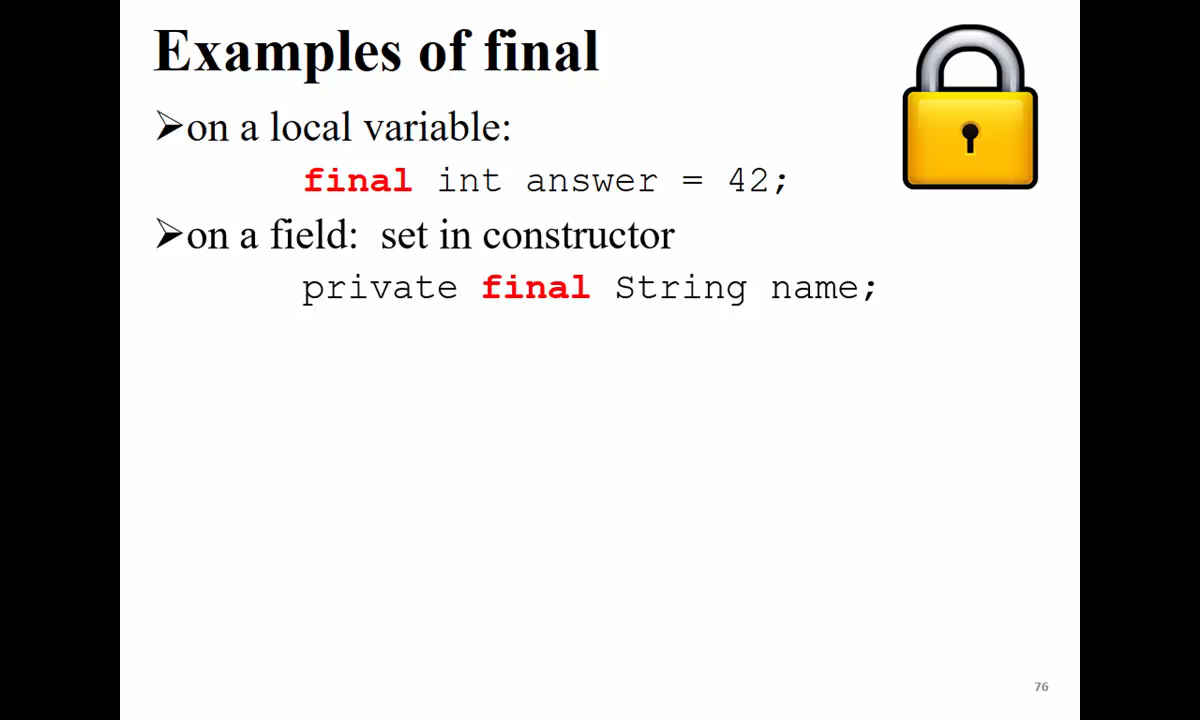 Examples of final
➢on a local variable:
final int answer = 42;
➢on a field: set in constructor
private final String name;
76